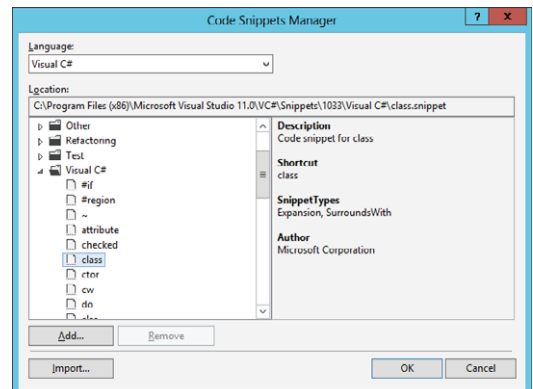 Code Snippets Manager
? x
Language:
Visual C#
Location:
C:\Program Files (x86)\Microsoft Visual Studio 11.0\VC#\Snippets\1033\Visual C#\class.snippet
Other
Refactoring
Test
Visual C#
#if
#region
~
attribute
checked
class
ctor
cw
do
Description
Code snippet for class
Shortcut
class
SnippetTypes
Expansion, SurroundsWith
Author
Microsoft Corporation
Add... Remove
Import... OK Cancel